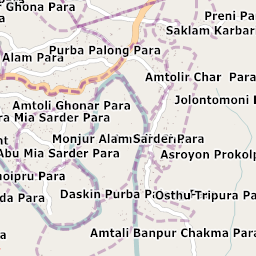 Ghona Para
Preni Para
Saklam Karbar
Purba Palong Para
Alam Para
Amtolir Char Para
Jolontomoni
Amtoli Ghonar Para
Mia Sarder Para
Monjur Alam Sarder Para
Abu Mia Sarder Para
Asroyon Prokolp
Daskin Purba
Osthu Tripura Para
da Para
Amtali Banpur Chakma Para